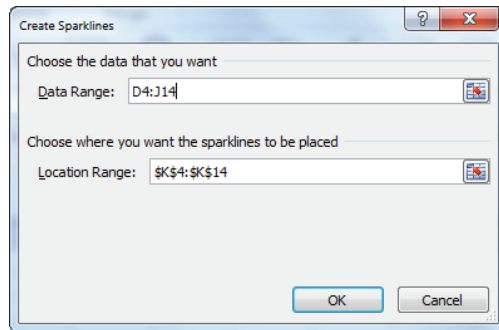 Create Sparklines
Choose the data that you want
Data Range: D4:J14
Choose where you want the sparklines to be placed
Location Range: $K$4:$K$14
OK Cancel